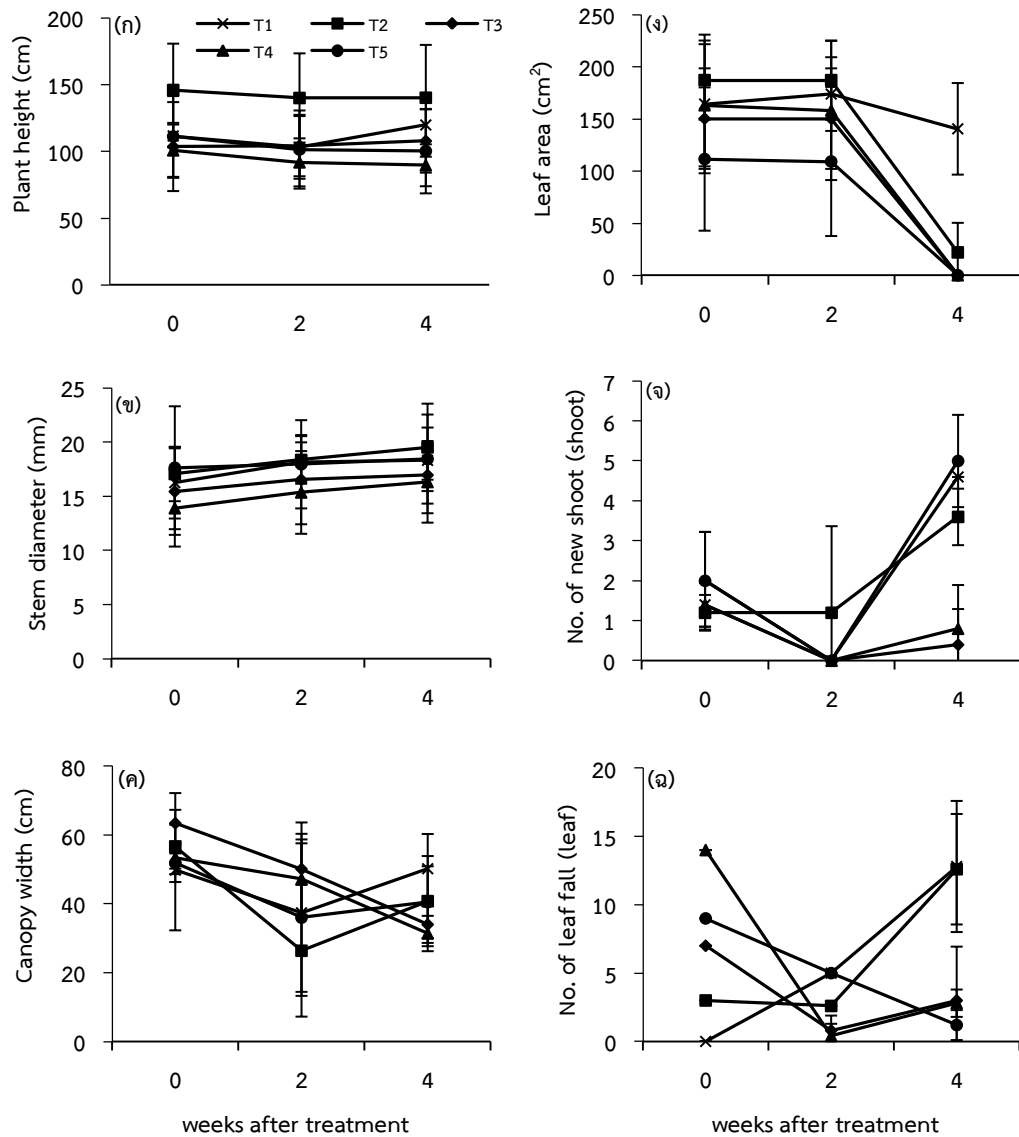 (ก)
T1 T2 T3
T4 T5
Plant height (cm)
200
150
100
50
0
0 2 4
(ง)
Leaf area (cm²)
250
200
150
100
50
0
0 2 4
(ข)
Stem diameter (mm)
25
20
15
10
5
0
0 2 4
(จ)
No. of new shoot (shoot)
7
6
5
4
3
2
1
0
0 2 4
(ค)
Canopy width (cm)
80
60
40
20
0
0 2 4
weeks after treatment
(ฉ)
No. of leaf fall (leaf)
20
15
10
5
0
0 2 4
weeks after treatment